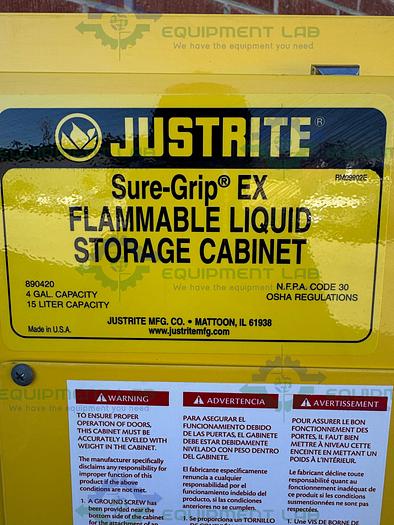 EQUIPMENT LAB
We have the equipment you need
JUSTRITE®
RM09902E
Sure-Grip® EX
FLAMMABLE LIQUID
STORAGE CABINET
890420
4 GAL. CAPACITY
15 LITER CAPACITY
N.F.P.A. CODE 30
OSHA REGULATIONS
JUSTRITE MFG. CO. • MATTOON, IL 61938
www.justritemfg.com
Made in U.S.A.
WARNING
TO ENSURE PROPER
OPERATION OF DOORS,
THIS CABINET MUST BE
ACCURATELY LEVELED WITH
WEIGHT IN THE CABINET.
The manufacturer specifically
disclaims any responsibility for
improper function of this
product if the above
conditions are not met.
1. A GROUND SCREW has
been provided near the
bottom side of the cabinet
for the attachment of an
ADVERTENCIA
PARA ASEGURAR EL
FUNCIONAMIENTO DEBIDO
DE LAS PUERTAS, EL GABINETE
DEBE ESTAR DEBIDAMENTE
NIVELADO CON PESO DENTRO
DEL GABINETE.
El fabricante específicamente
renuncia a cualquier
responsabilidad por el
funcionamiento indebido del
producto, si las condiciones
anteriores no se cumplen.
1. Se proporciona un TORNILLO
AVERTISSEMENT
POUR ASSURER LE BON
FONCTIONNEMENT DES
PORTES, IL FAUT BIEN
METTRE À NIVEAU CETTE
ENCEINTE EN METTANT UN
POIDS À L'INTÉRIEUR.
Le fabricant décline toute
responsabilité quant au
fonctionnement inadéquat de
ce produit si les conditions
susmentionnées ne sont pas
1. Une VIS DE BORNE DE